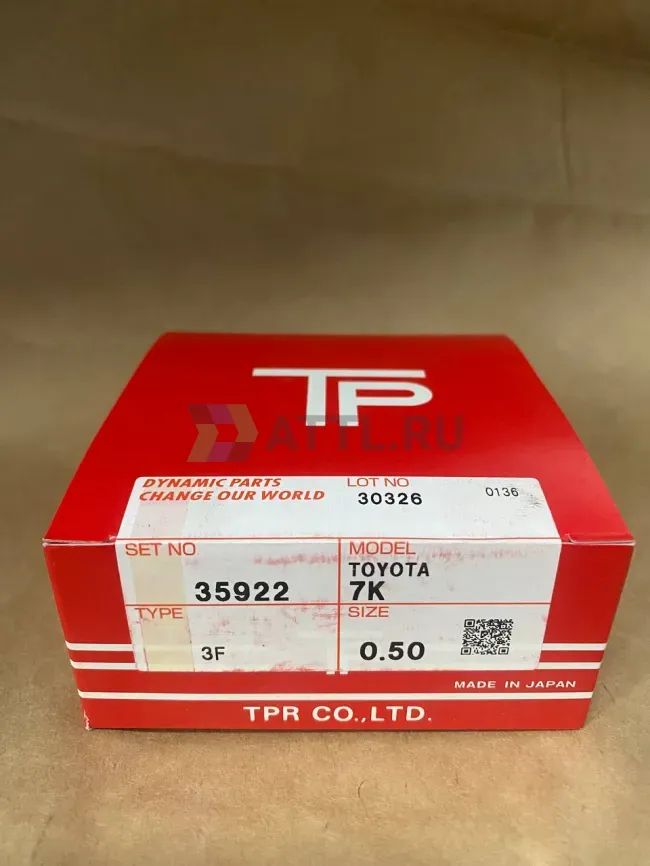 TP
ATTL.RU
DYNAMIC PARTS
CHANGE OUR WORLD
LOT NO
30326
0136
SET NO
35922
MODEL
TOYOTA
7K
TYPE
3F
SIZE
0.50
MADE IN JAPAN
TPR CO.,LTD.